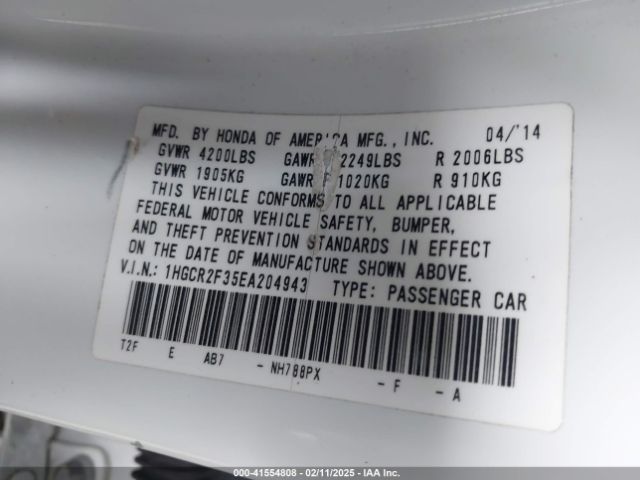 MFD. BY HONDA OF AMERICA MFG., INC. 04/'14
GVWR 4200LBS GAWR 2249LBS R 2006LBS
GVWR 1905KG GAWR F 1020KG R 910KG
THIS VEHICLE CONFORMS TO ALL APPLICABLE
FEDERAL MOTOR VEHICLE SAFETY, BUMPER,
AND THEFT PREVENTION STANDARDS IN EFFECT
ON THE DATE OF MANUFACTURE SHOWN ABOVE.
V.I.N.: 1HGCR2F35EA204943 TYPE: PASSENGER CAR
T2F E AB7 - NH788PX - F - A
000-41554808 - 02/11/2025 - IAA Inc.